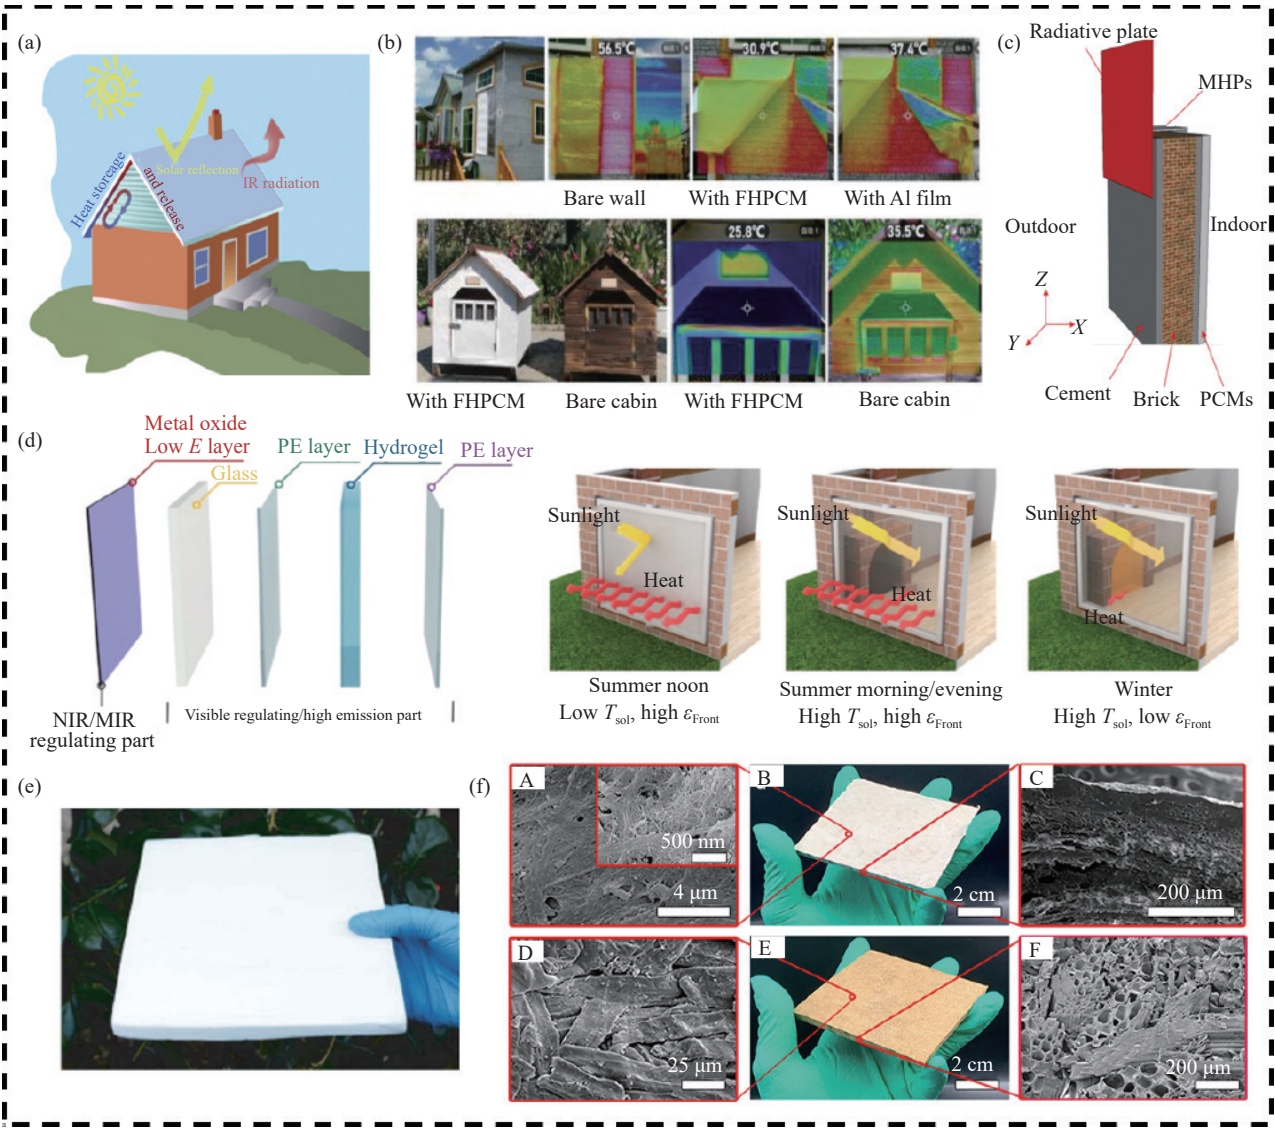 (a)
Solar reflection
IR radiation
Heat storeage
and release
(b)
56.5℃
30.9℃
37.4℃
Bare wall
With FHPCM
With Al film
25.8℃
35.5℃
With FHPCM
Bare cabin
With FHPCM
Bare cabin
(c)
Radiative plate
MHPs
Outdoor
Indoor
Z
X
Y
Cement
Brick
PCMs
(d)
Metal oxide
Low E layer
Glass
PE layer
Hydrogel
PE layer
NIR/MIR
regulating part
Visible regulating/high emission part
Sunlight
Heat
Summer noon
Low Tsol, high εFront
Sunlight
Heat
Summer morning/evening
High Tsol, high εFront
Sunlight
Heat
Winter
High Tsol, low εFront
(e)
(f)
A
500 nm
4 μm
B
2 cm
C
200 μm
D
25 μm
E
2 cm
F
200 μm